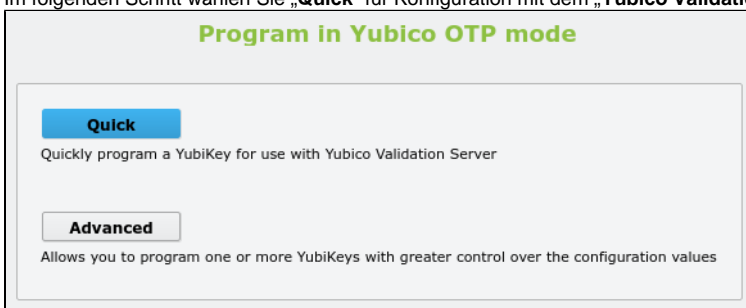 Im folgenden Schritt wählen Sie „Quick“ für Konfiguration mit dem „Yubico Validatio
Program in Yubico OTP mode
Quick
Quickly program a YubiKey for use with Yubico Validation Server
Advanced
Allows you to program one or more YubiKeys with greater control over the configuration values